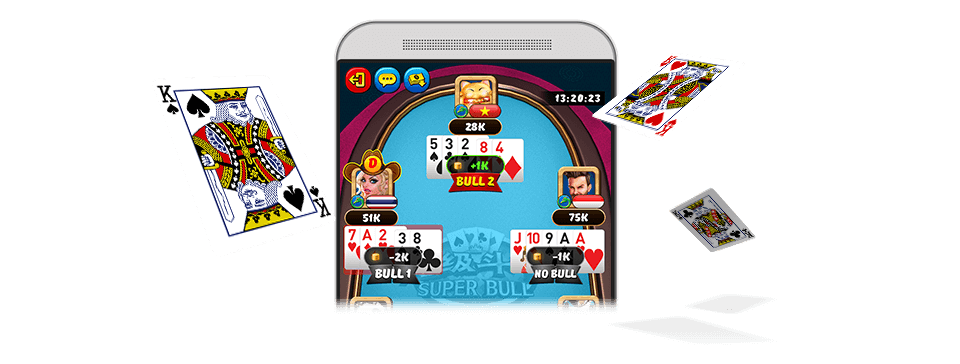 K
K
13:20:23
28K
5 3 2 8 4
+1K
BULL 2
D
51K
75K
7 A 2 3 8
-2K
BULL 1
J 10 9 A A
-1K
NO BULL
SUPER BULL